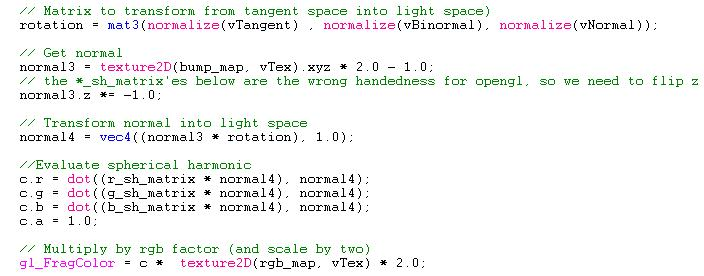 // Matrix to transform from tangent space into light space)
rotation = mat3(normalize(vTangent) , normalize(vBinormal), normalize(vNormal));
// Get normal
normal3 = texture2D(bump_map, vTex).xyz * 2.0 - 1.0;
// the *_sh_matrix'es below are the wrong handedness for opengl, so we need to flip z
normal3.z *= -1.0;
// Transform normal into light space
normal4 = vec4((normal3 * rotation), 1.0);
//Evaluate spherical harmonic
c.r = dot((r_sh_matrix * normal4), normal4);
c.g = dot((g_sh_matrix * normal4), normal4);
c.b = dot((b_sh_matrix * normal4), normal4);
c.a = 1.0;
// Multiply by rgb factor (and scale by two)
gl_FragColor = c *  texture2D(rgb_map, vTex) * 2.0;